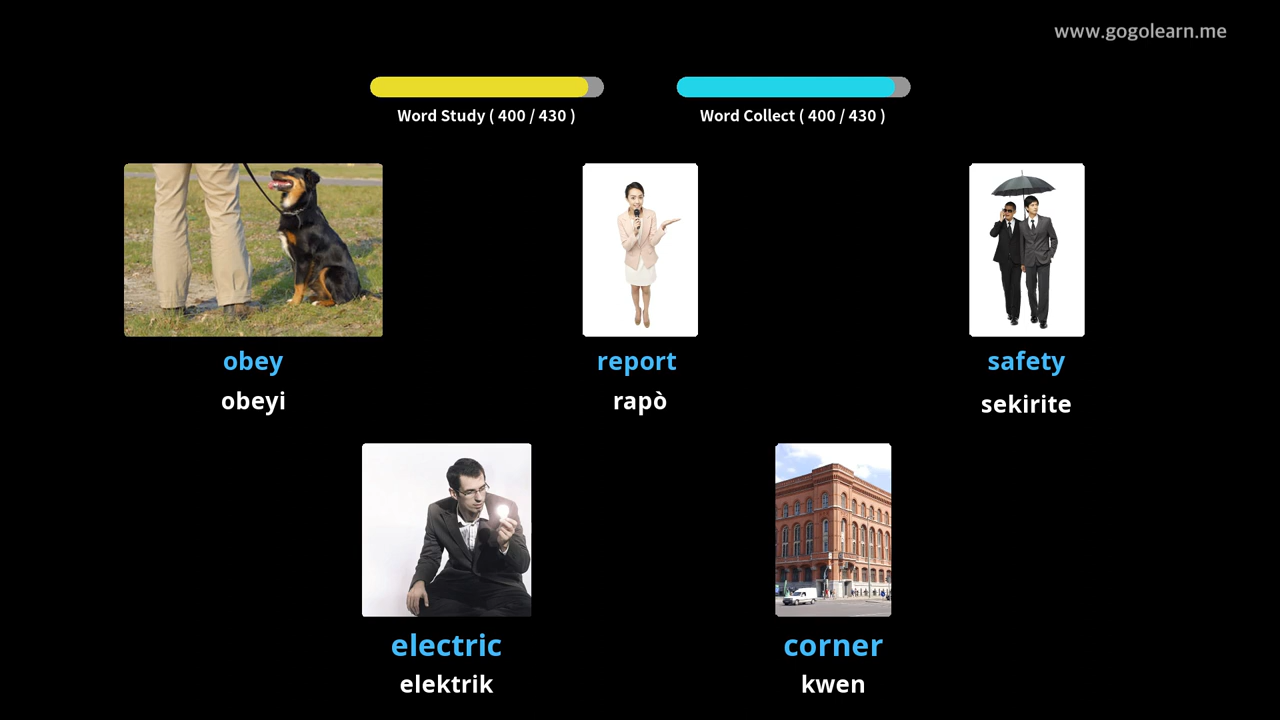 www.gogolearn.me
Word Study ( 400 / 430 )
Word Collect ( 400 / 430 )
obey
obeyi
report
rapò
safety
sekirite
electric
elektrik
corner
kwen